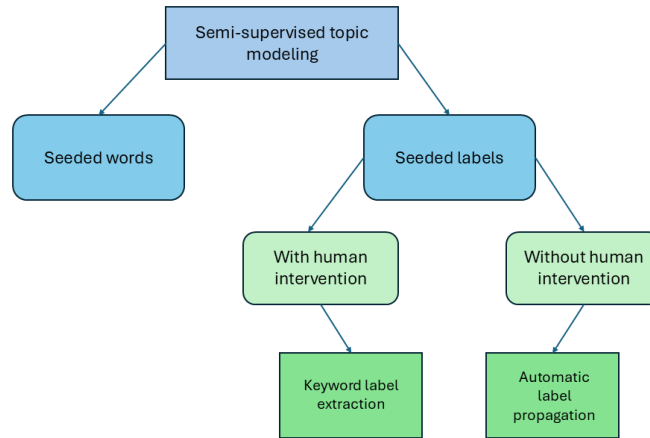 Semi-supervised topic
modeling
Seeded words
Seeded labels
With human
intervention
Without human
intervention
Keyword label
extraction
Automatic
label
propagation